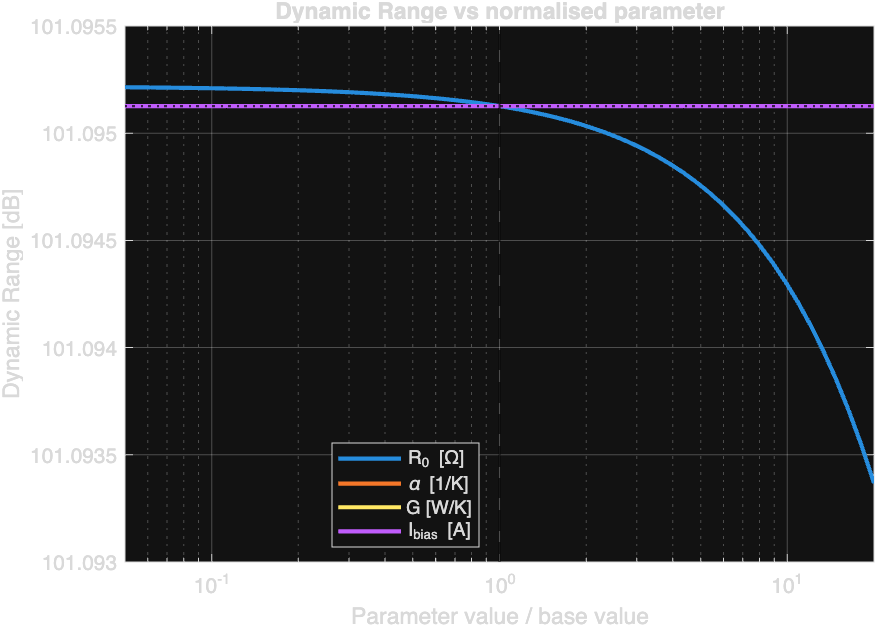 Dynamic Range vs normalised parameter
101.0955
101.095
101.0945
101.094
101.0935
101.093
Dynamic Range [dB]
R₀ [Ω]
α [1/K]
G [W/K]
I_bias [A]
10⁻¹
10⁰
10¹
Parameter value / base value